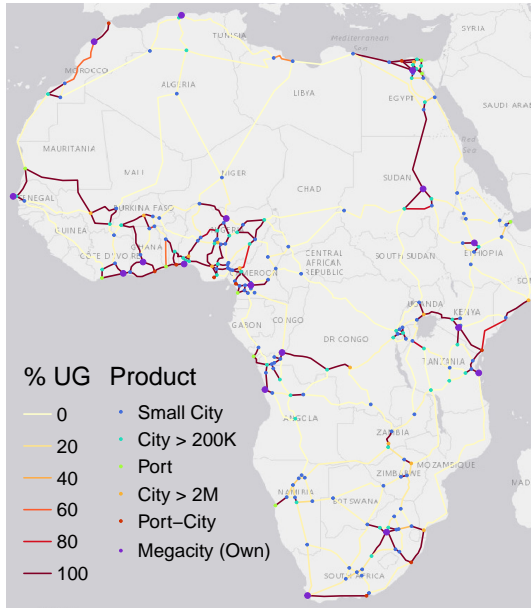 Mediterranean
Sea
SYRIA
TUNISIA
MOROCCO
ALGERIA
LIBYA
EGYPT
SAUDI ARAB
Red
Sea
MAURITANIA
MALI
NIGER
CHAD
SUDAN
SENEGAL
BURKINA FASO
GUINEA
GHANA
CÔTE D'IVOIRE
NIGERIA
CAMEROON
CENTRAL
AFRICAN
REPUBLIC
SOUTH SUDAN
ETHIOPIA
SO
UGANDA
KENYA
GABON
CONGO
DR CONGO
TANZANIA
ANGOLA
ZAMBIA
MOZAMBIQUE
ZIMBABWE
NAMIBIA
BOTSWANA
MAD
SOUTH AFRICA
% UG
0
20
40
60
80
100
Product
Small City
City > 200K
Port
City > 2M
Port−City
Megacity (Own)